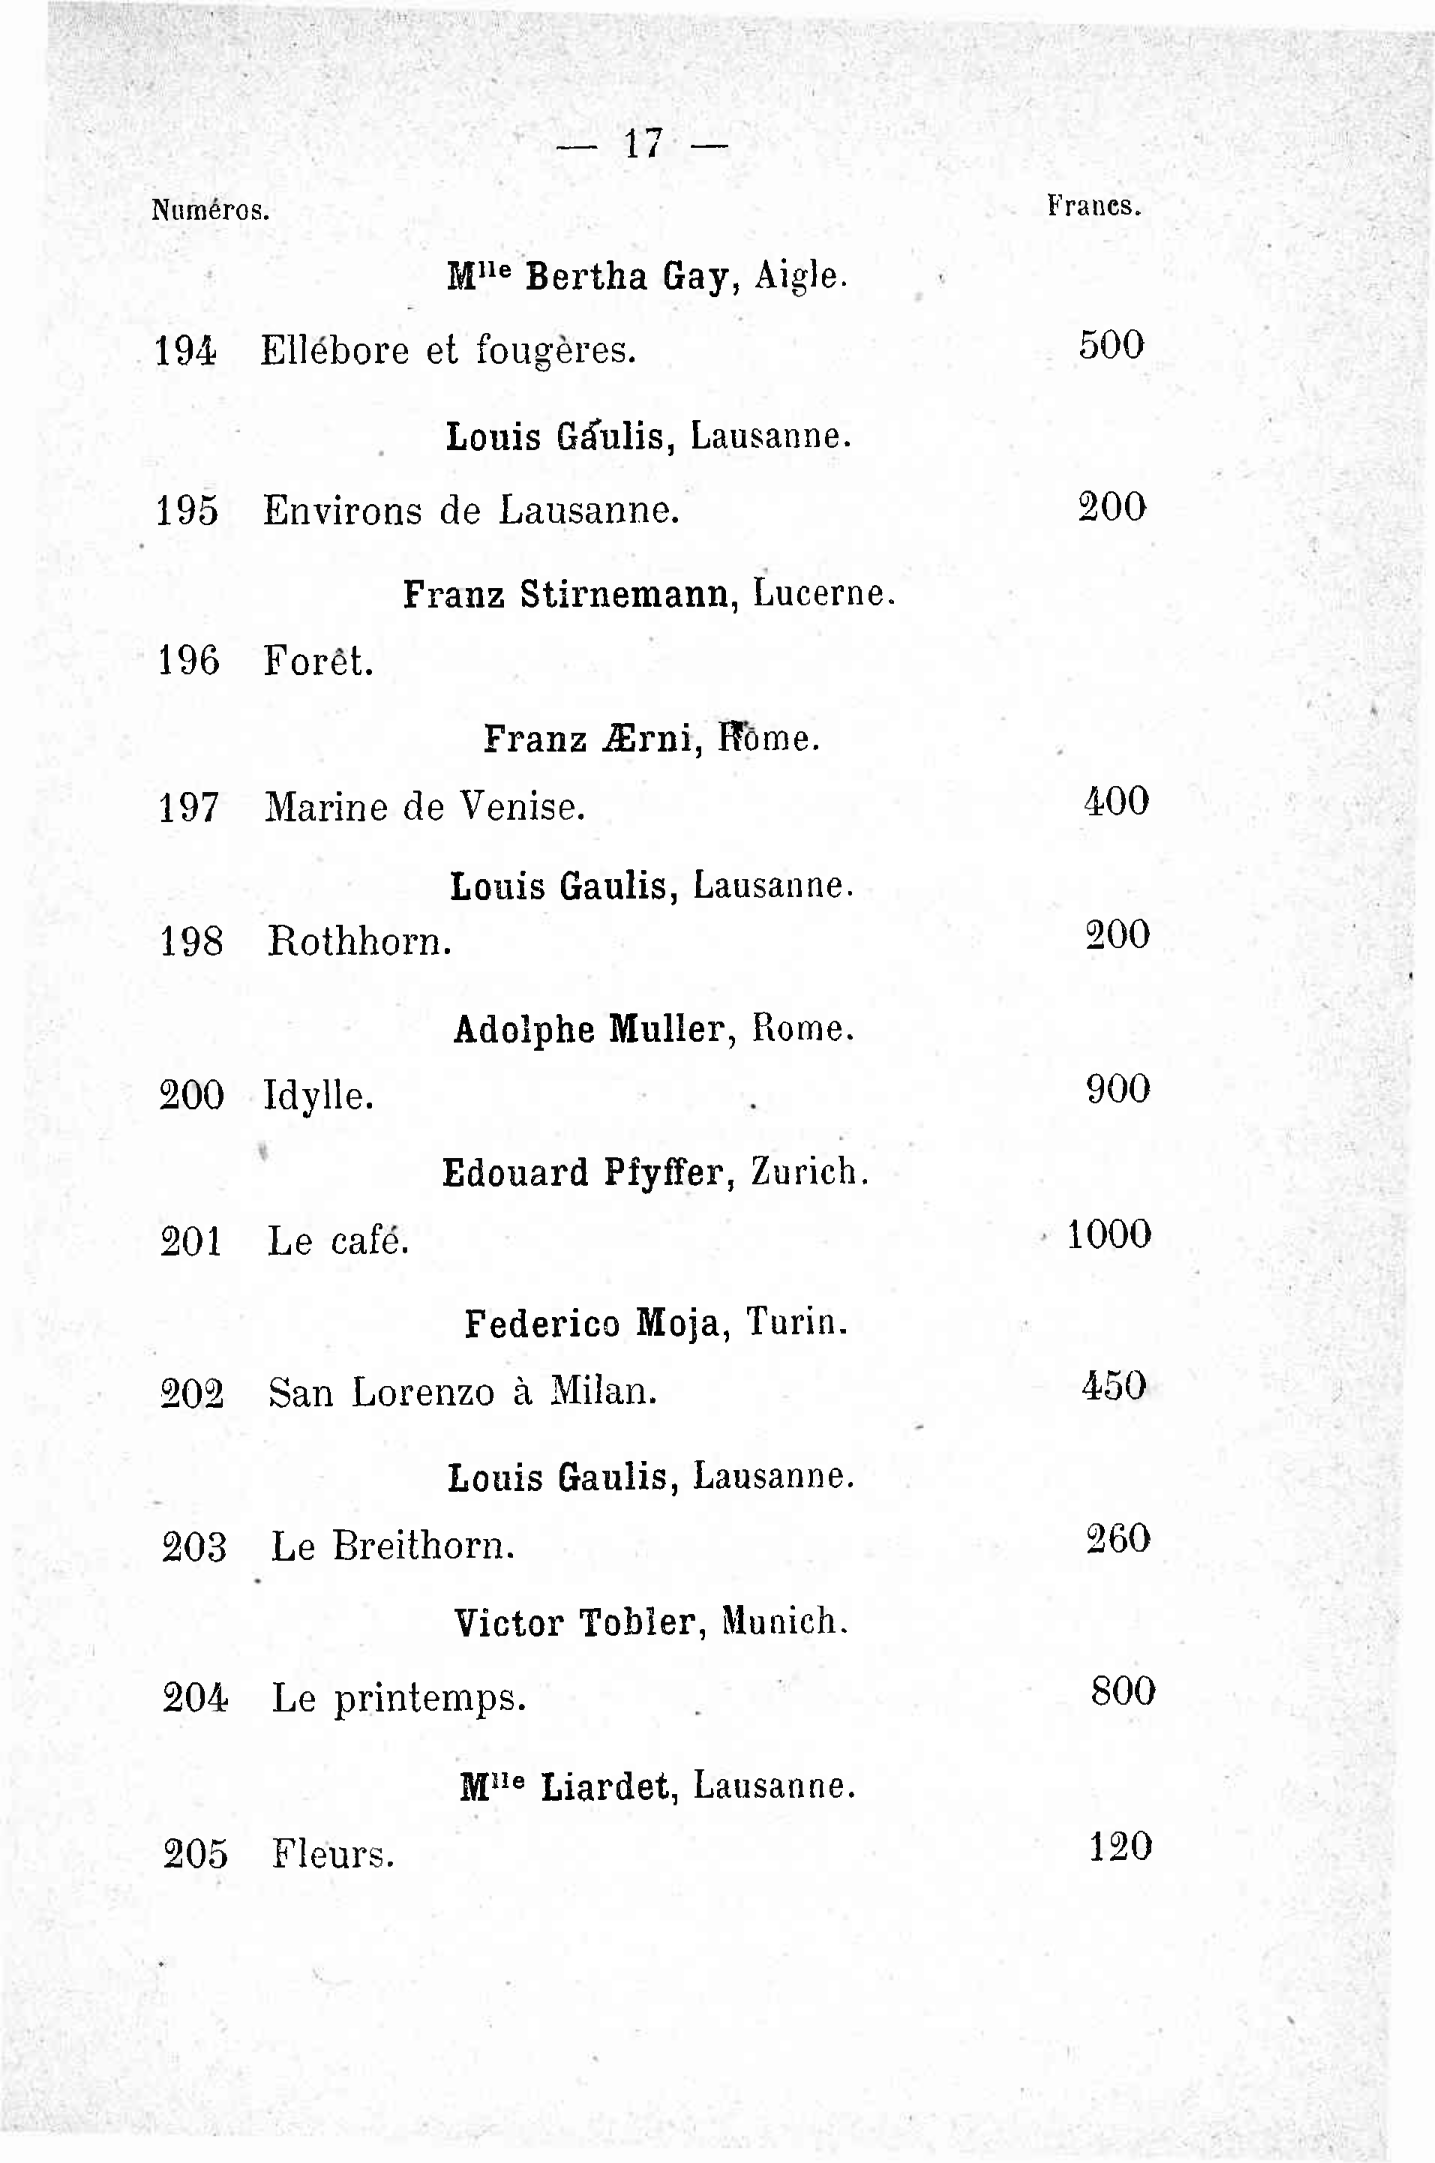 — 17 —
Numéros. Francs.
Mlle Bertha Gay, Aigle.
194 Ellébore et fougères. 500
Louis Gaulis, Lausanne.
195 Environs de Lausanne. 200
Franz Stirnemann, Lucerne.
196 Forêt.
Franz Ærni, Rome.
197 Marine de Venise. 400
Louis Gaulis, Lausanne.
198 Rothhorn. 200
Adolphe Muller, Rome.
200 Idylle. 900
Edouard Pfyffer, Zurich.
201 Le café. 1000
Federico Moja, Turin.
202 San Lorenzo à Milan. 450
Louis Gaulis, Lausanne.
203 Le Breithorn. 260
Victor Tobler, Munich.
204 Le printemps. 800
Mlle Liardet, Lausanne.
205 Fleurs. 120